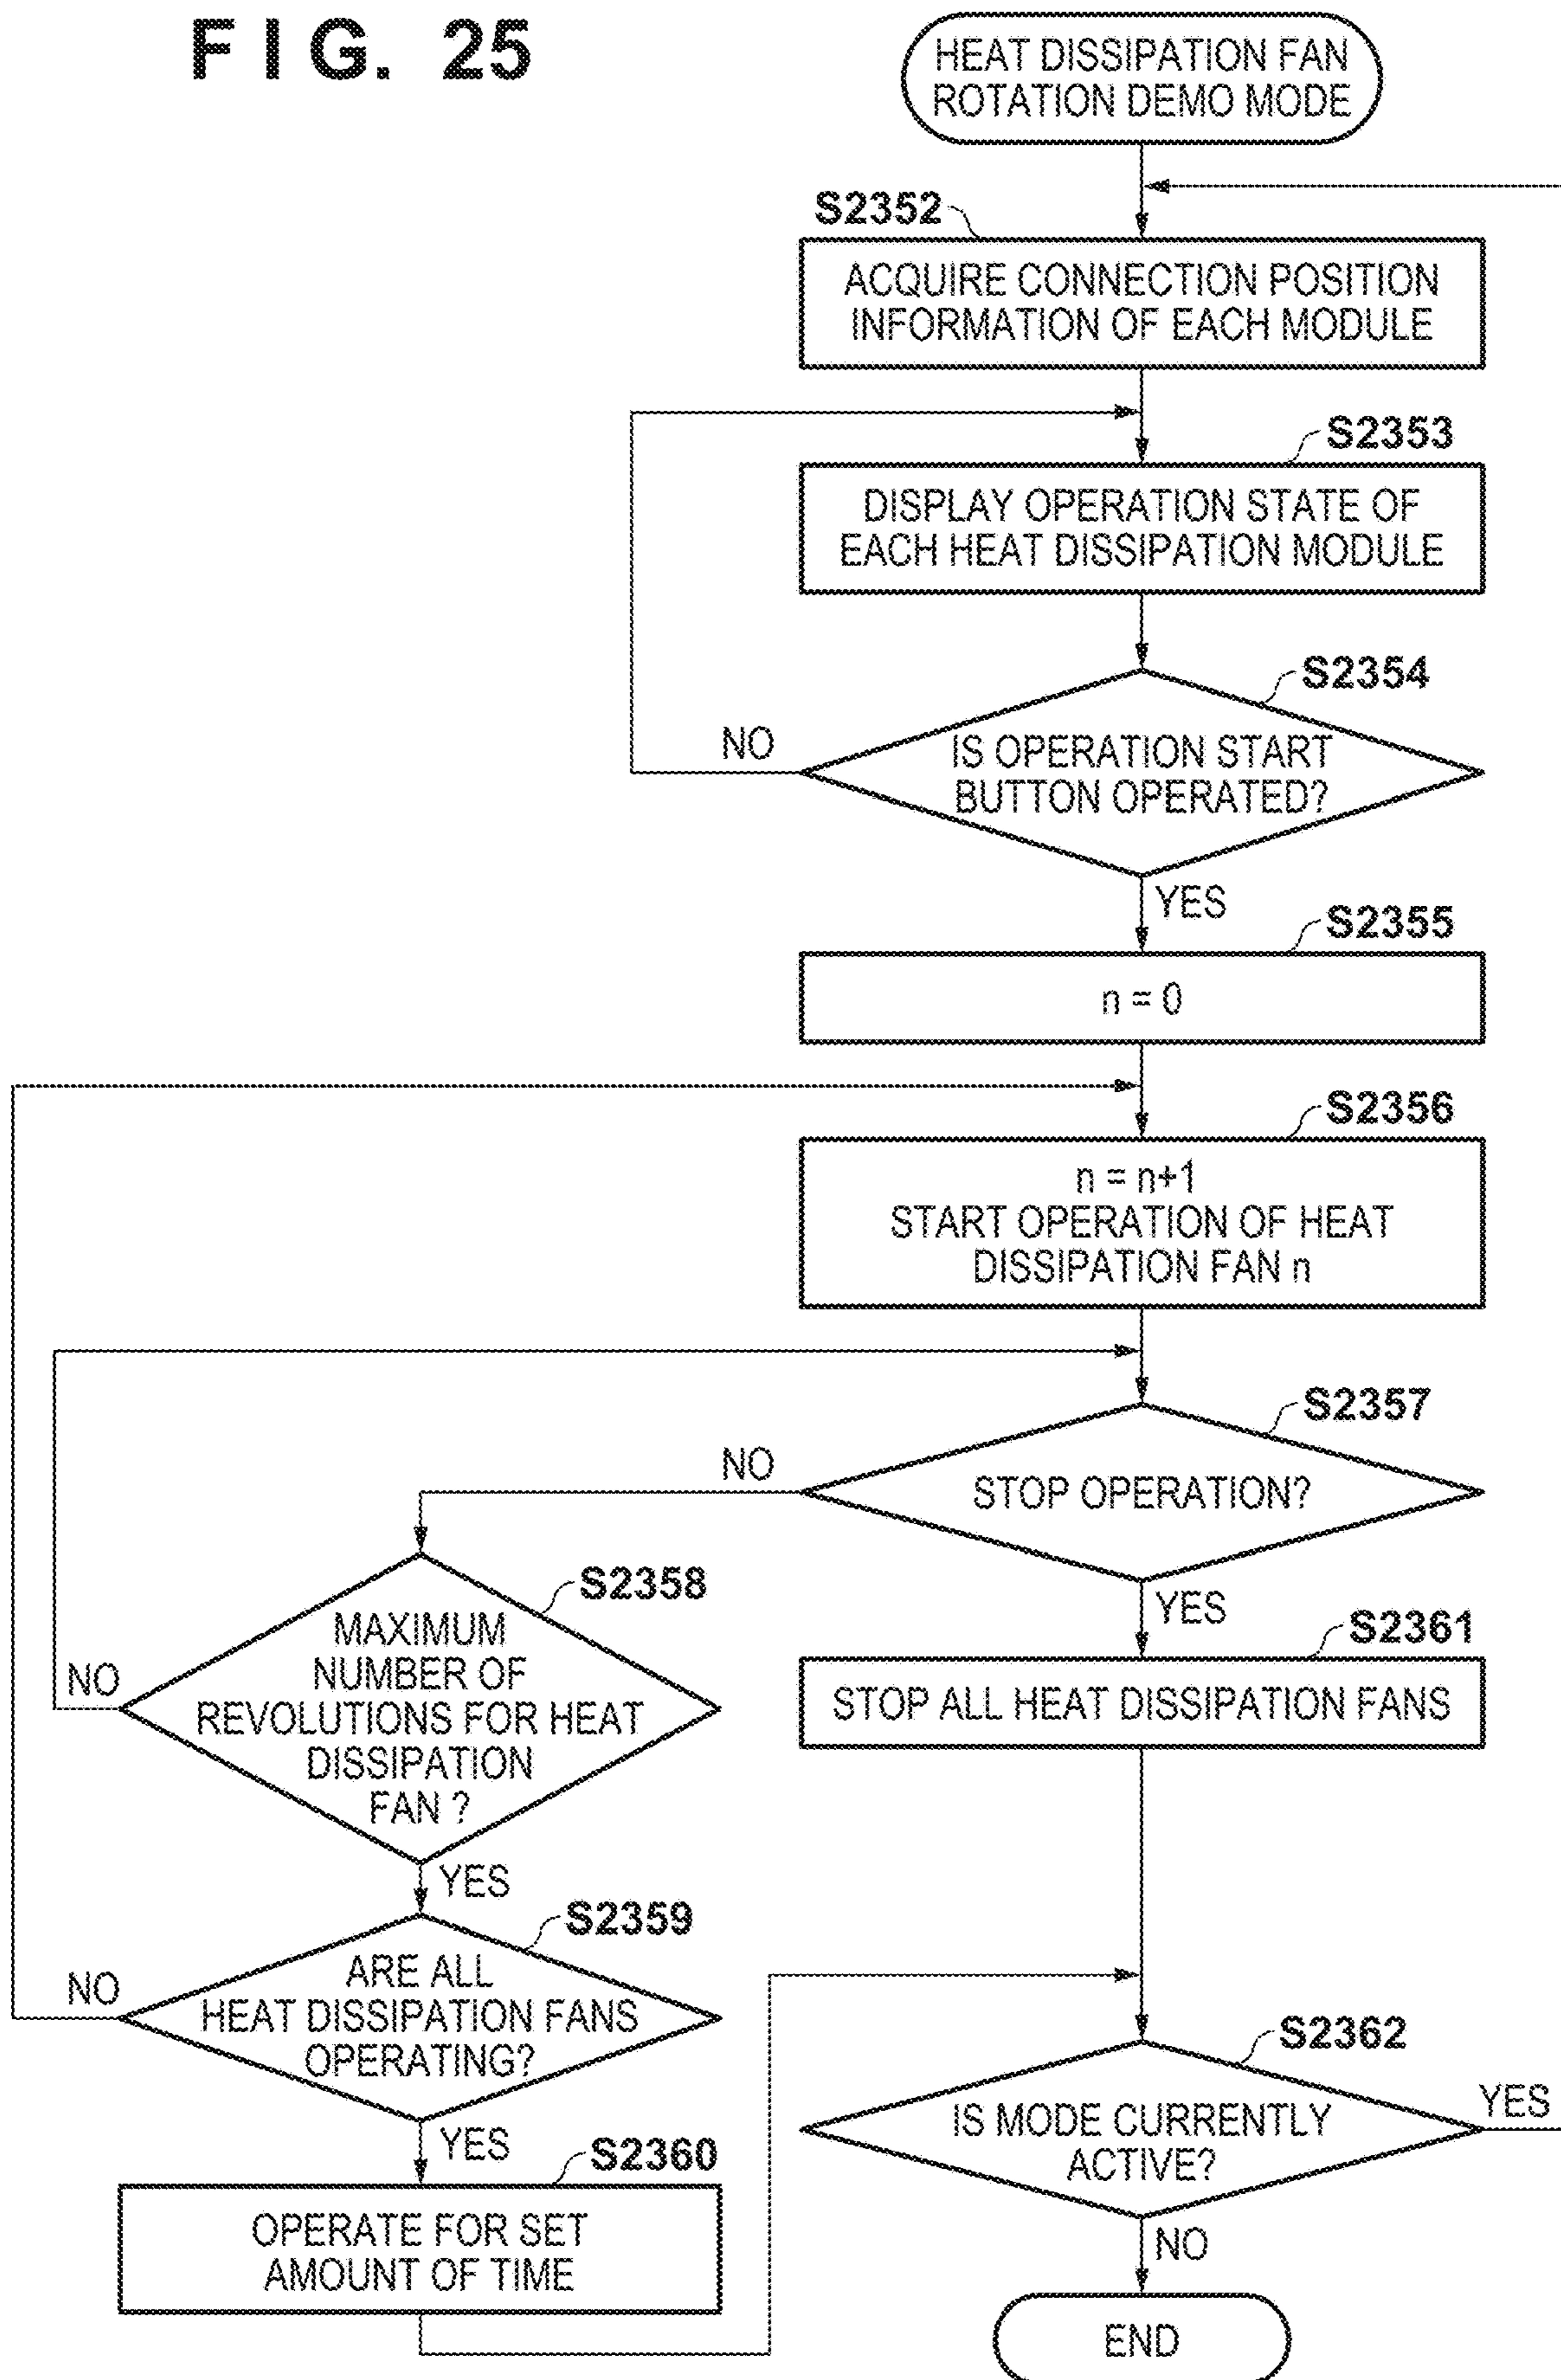 FIG. 25
HEAT DISSIPATION FAN
ROTATION DEMO MODE
S2352
ACQUIRE CONNECTION POSITION
INFORMATION OF EACH MODULE
S2353
DISPLAY OPERATION STATE OF
EACH HEAT DISSIPATION MODULE
S2354
NO
IS OPERATION START
BUTTON OPERATED?
YES
S2355
n = 0
S2356
n = n+1
START OPERATION OF HEAT
DISSIPATION FAN n
S2357
NO
STOP OPERATION?
YES
S2358
MAXIMUM
NUMBER OF
REVOLUTIONS FOR HEAT
DISSIPATION
FAN ?
NO
S2361
STOP ALL HEAT DISSIPATION FANS
YES
S2359
NO
ARE ALL
HEAT DISSIPATION FANS
OPERATING?
YES
S2360
OPERATE FOR SET
AMOUNT OF TIME
S2362
IS MODE CURRENTLY
ACTIVE?
YES
NO
END